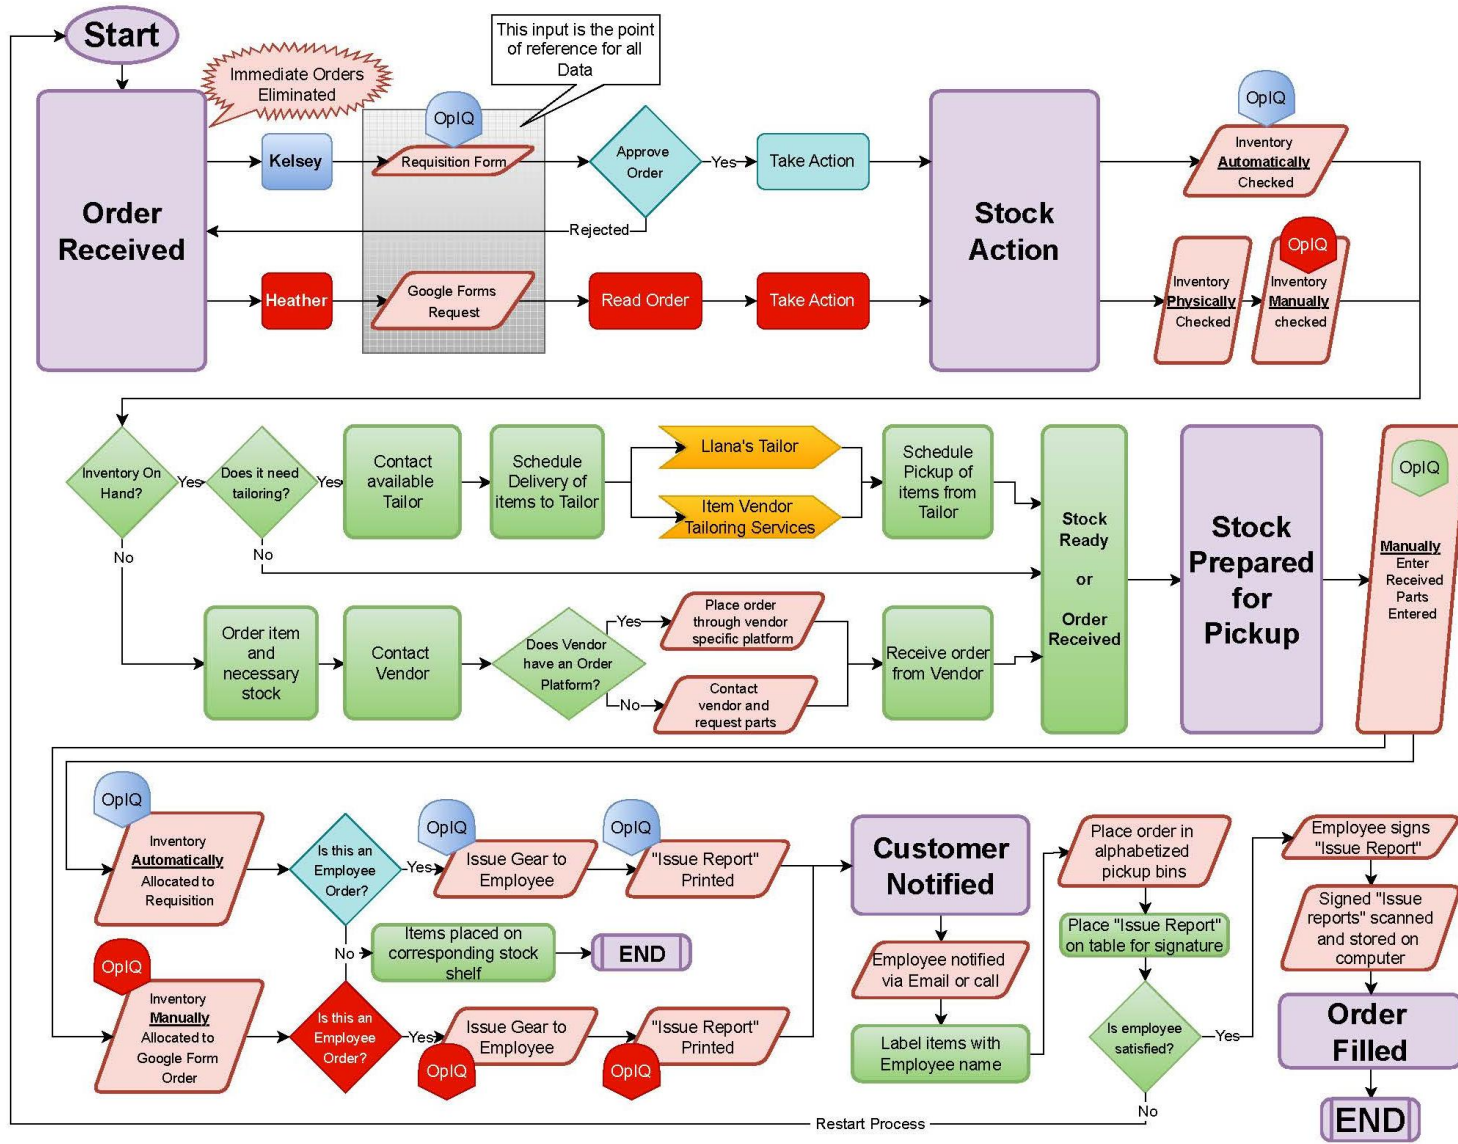 Start
This input is the point
of reference for all
Data
Immediate Orders
Eliminated
OpIQ
OpIQ
Order
Received
Kelsey
Requisition Form
Approve
Order
Yes
Take Action
Rejected
Stock
Action
Inventory
Automatically
Checked
Heather
Google Forms
Request
Read Order
Take Action
Inventory
Physically
Checked
OpIQ
Inventory
Manually
checked
Inventory On
Hand?
Yes
Does it need
tailoring?
Yes
Contact
available
Tailor
Schedule
Delivery of
items to Tailor
Llana's Tailor
Item Vendor
Tailoring Services
Schedule
Pickup of
items from
Tailor
Stock
Ready
or
Order
Received
Stock
Prepared
for
Pickup
OpIQ
Manually
Enter
Received
Parts
Entered
No
No
Order item
and
necessary
stock
Contact
Vendor
Does Vendor
have an Order
Platform?
Yes
Place order
through vendor
specific platform
No
Contact
vendor and
request parts
Receive order
from Vendor
OpIQ
Inventory
Automatically
Allocated to
Requisition
Is this an
Employee
Order?
Yes
OpIQ
Issue Gear to
Employee
OpIQ
"Issue Report"
Printed
Customer
Notified
Place order in
alphabetized
pickup bins
Employee signs
"Issue Report"
No
Items placed on
corresponding stock
shelf
END
Place "Issue Report"
on table for signature
Signed "Issue
reports" scanned
and stored on
computer
OpIQ
Inventory
Manually
Allocated to
Google Form
Order
Is this an
Employee
Order?
Yes
Issue Gear to
Employee
OpIQ
"Issue Report"
Printed
OpIQ
Employee notified
via Email or call
Label items with
Employee name
Is employee
satisfied?
Yes
Order
Filled
No
END
Restart Process